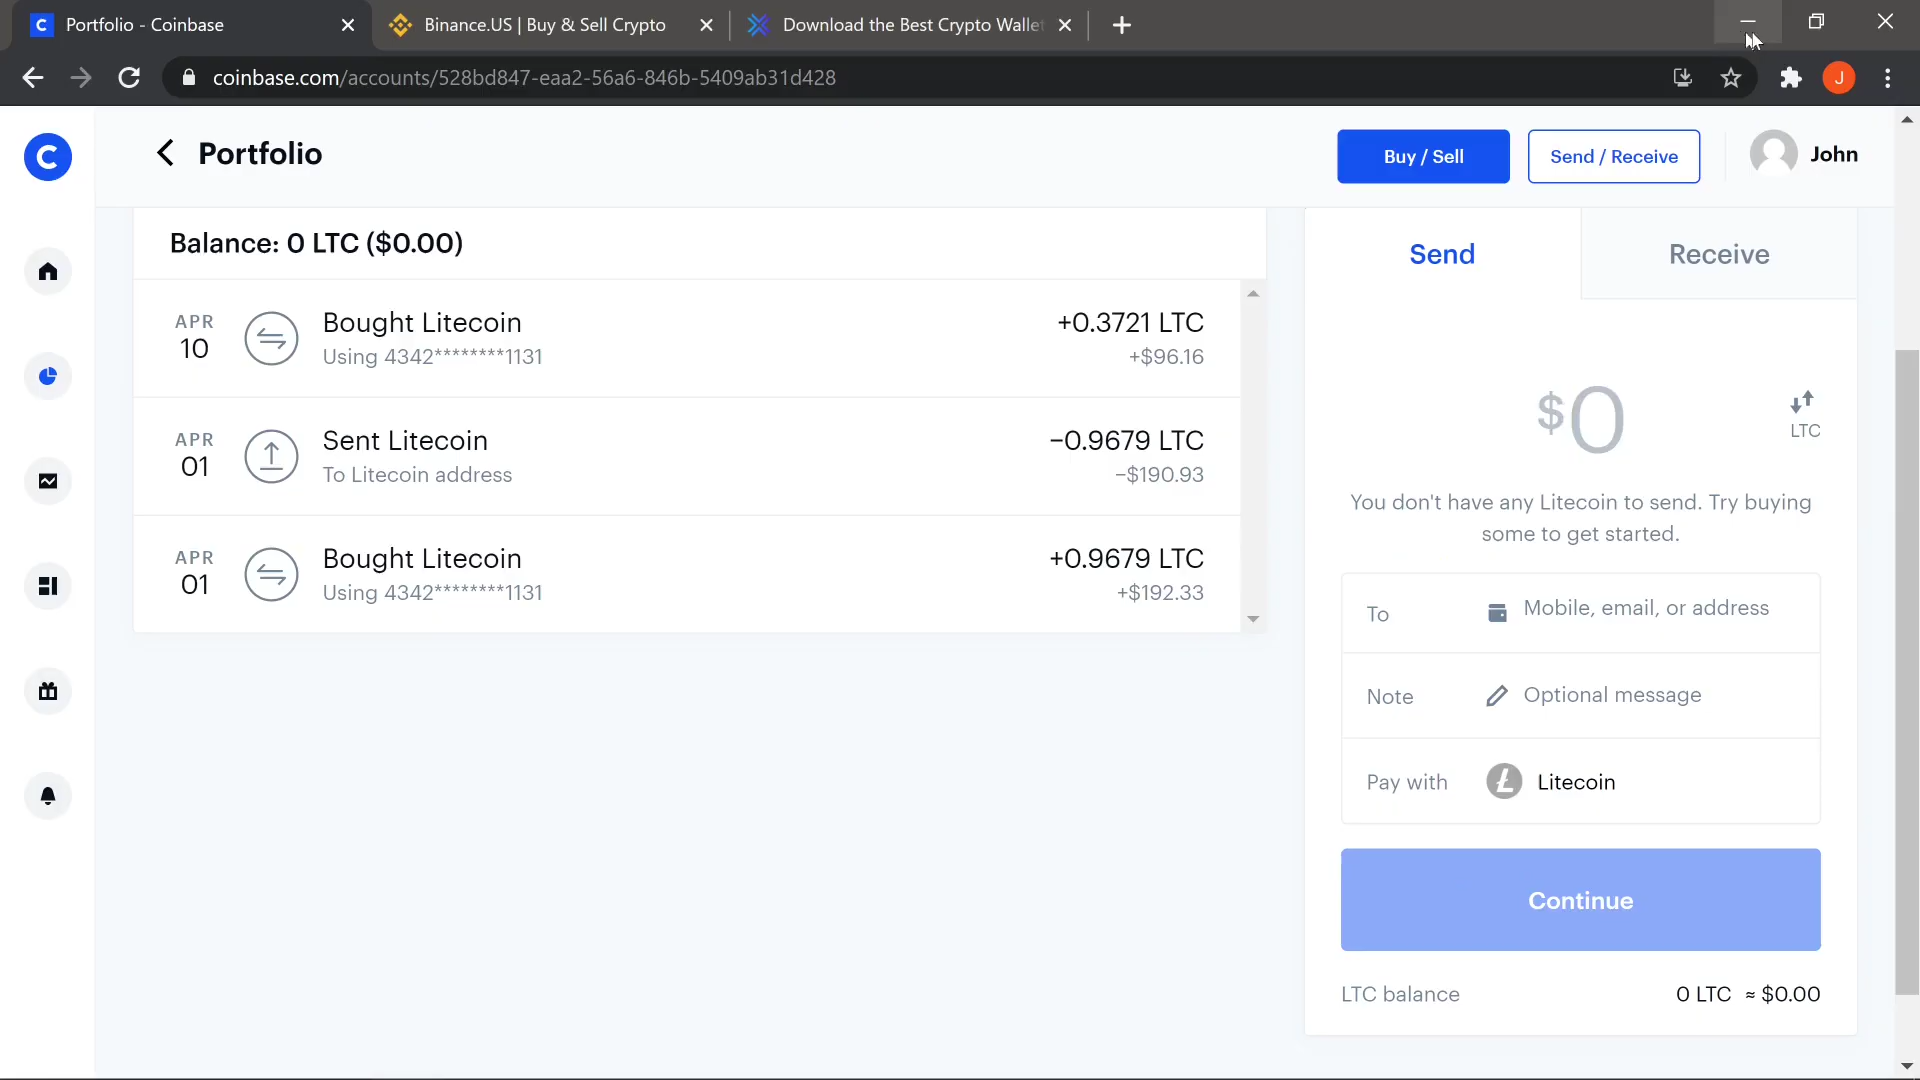 Portfolio - Coinbase
Binance.US | Buy & Sell Crypto
Download the Best Crypto Wallet
coinbase.com/accounts/528bd847-eaa2-56a6-846b-5409ab31d428
J
C
Portfolio
Buy / Sell
Send / Receive
John
Balance: 0 LTC ($0.00)
APR
10
Bought Litecoin
Using 4342********1131
+0.3721 LTC
+$96.16
APR
01
Sent Litecoin
To Litecoin address
−0.9679 LTC
−$190.93
APR
01
Bought Litecoin
Using 4342********1131
+0.9679 LTC
+$192.33
Send
Receive
$0
LTC
You don't have any Litecoin to send. Try buying
some to get started.
To
Mobile, email, or address
Note
Optional message
Pay with
Litecoin
Continue
LTC balance
0 LTC ≈ $0.00